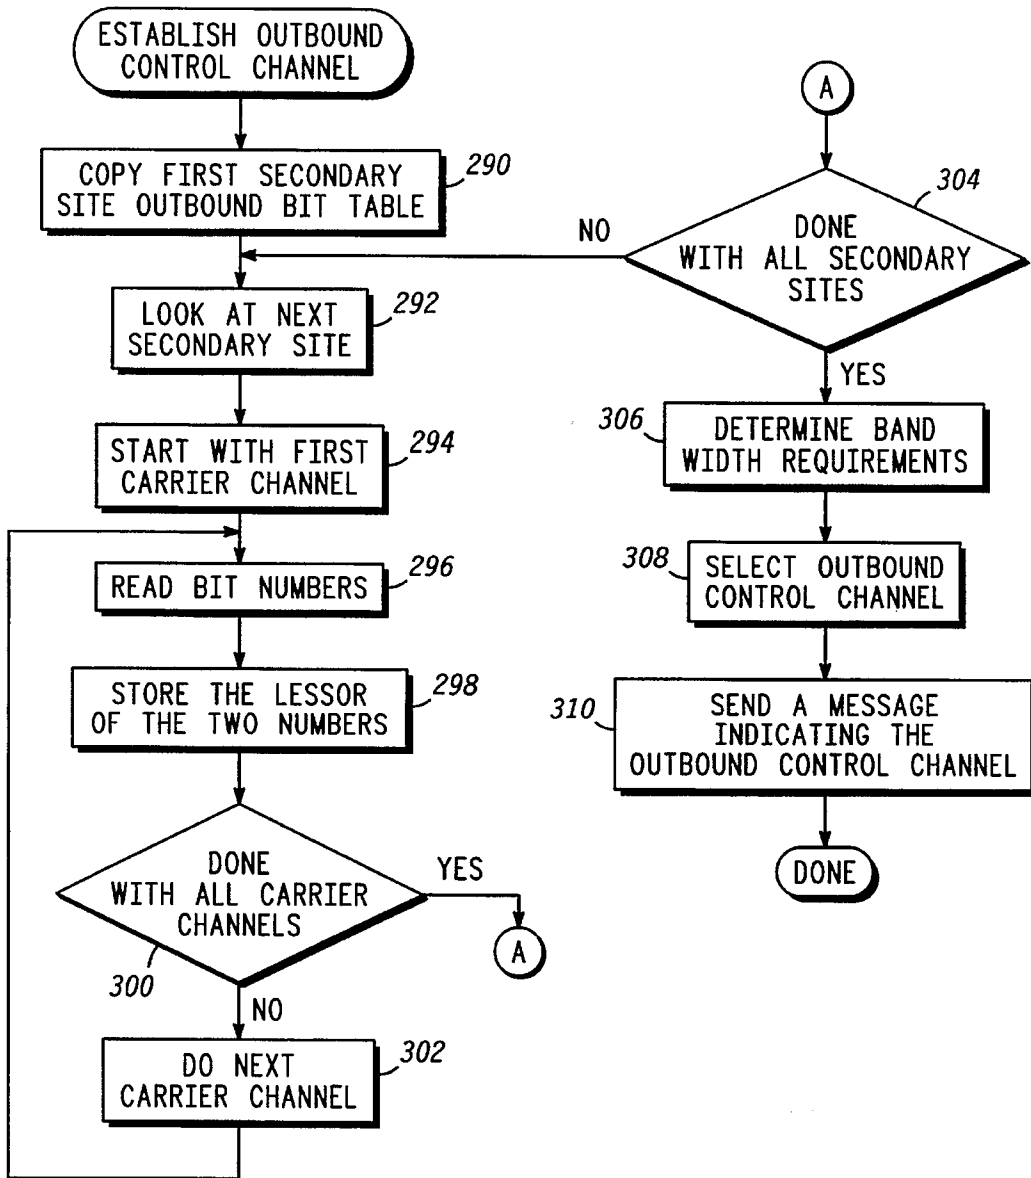 ESTABLISH OUTBOUND
CONTROL CHANNEL
COPY FIRST SECONDARY
SITE OUTBOUND BIT TABLE
290
LOOK AT NEXT
SECONDARY SITE
292
START WITH FIRST
CARRIER CHANNEL
294
READ BIT NUMBERS
296
STORE THE LESSOR
OF THE TWO NUMBERS
298
DONE
WITH ALL CARRIER
CHANNELS
300
YES
A
NO
DO NEXT
CARRIER CHANNEL
302
A
DONE
WITH ALL SECONDARY
SITES
304
NO
YES
306
DETERMINE BAND
WIDTH REQUIREMENTS
308
SELECT OUTBOUND
CONTROL CHANNEL
310
SEND A MESSAGE
INDICATING THE
OUTBOUND CONTROL CHANNEL
DONE